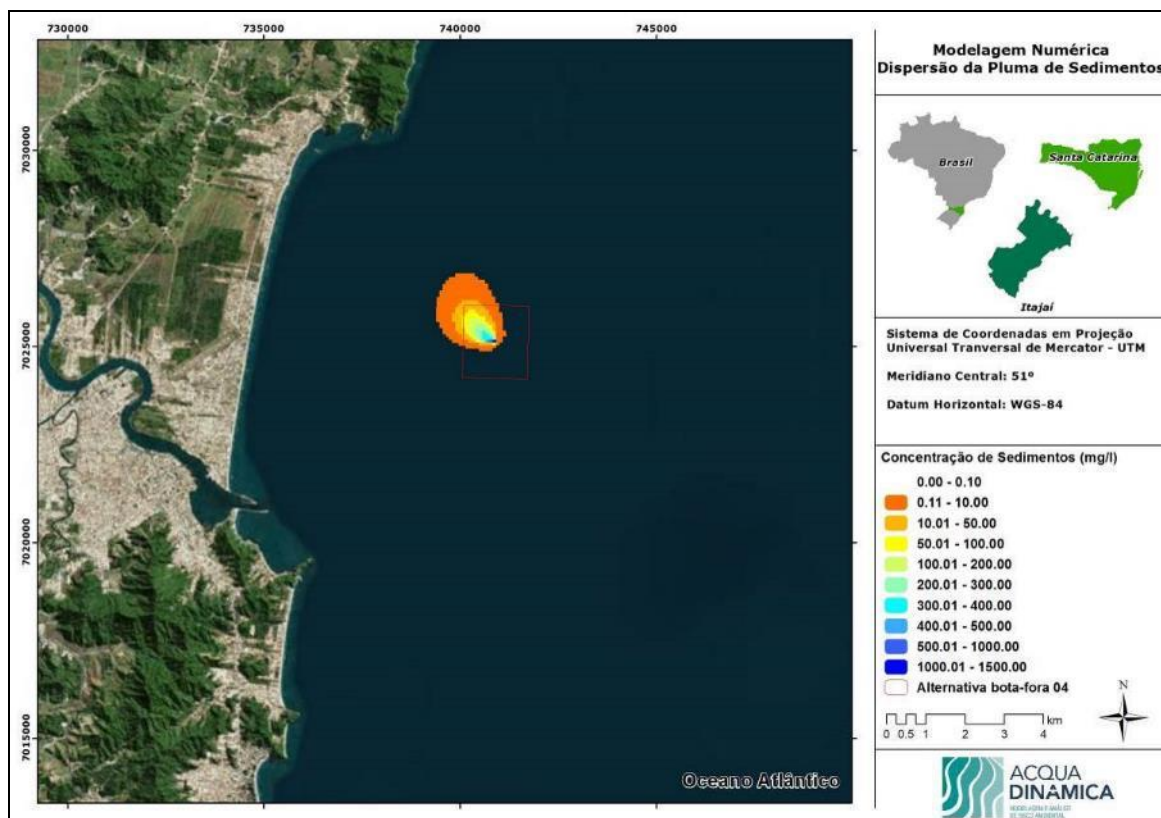 730000
735000
740000
745000
7030000
7025000
7020000
7015000
Oceano Atlântico
Modelagem Numérica
Dispersão da Pluma de Sedimentos
Brasil
Santa Catarina
Itajaí
Sistema de Coordenadas em Projeção
Universal Tranversal de Mercator - UTM
Meridiano Central: 51º
Datum Horizontal: WGS-84
Concentração de Sedimentos (mg/l)
0.00 - 0.10
0.11 - 10.00
10.01 - 50.00
50.01 - 100.00
100.01 - 200.00
200.01 - 300.00
300.01 - 400.00
400.01 - 500.00
500.01 - 1000.00
1000.01 - 1500.00
Alternativa bota-fora 04
N
km
0 0.5 1 2 3 4
ACQUA
DINÂMICA